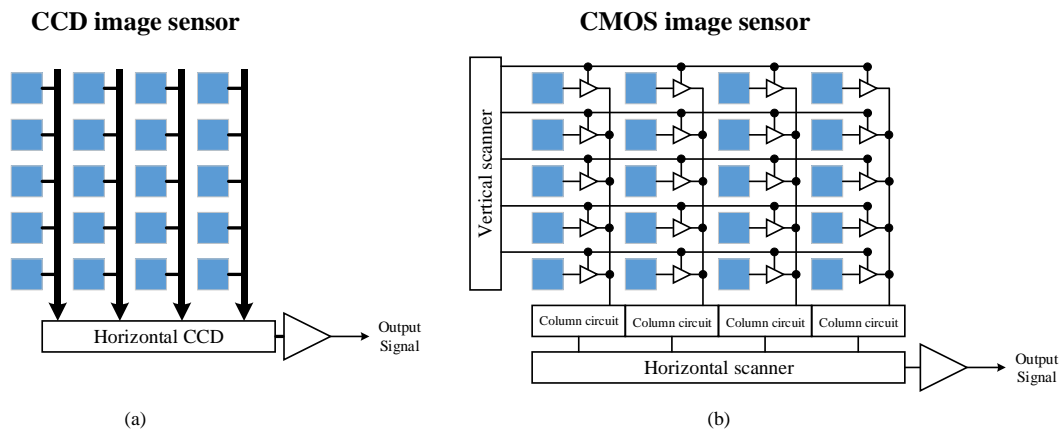 CCD image sensor
Horizontal CCD
Output
Signal
(a)
CMOS image sensor
Vertical scanner
Column circuit
Column circuit
Column circuit
Column circuit
Horizontal scanner
Output
Signal
(b)